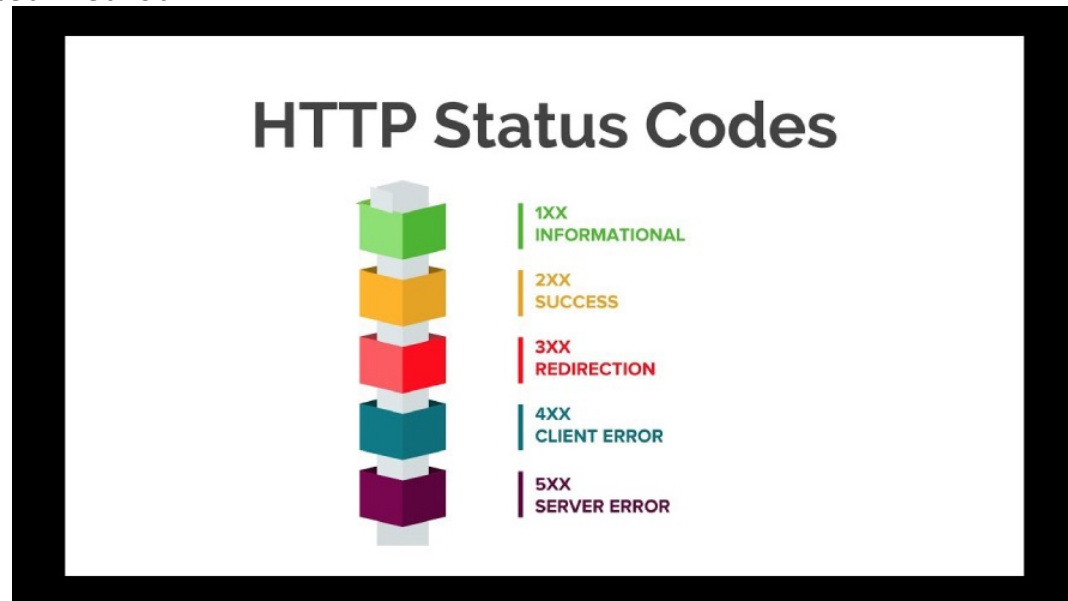 HTTP Status Codes
1XX
INFORMATIONAL
2XX
SUCCESS
3XX
REDIRECTION
4XX
CLIENT ERROR
5XX
SERVER ERROR